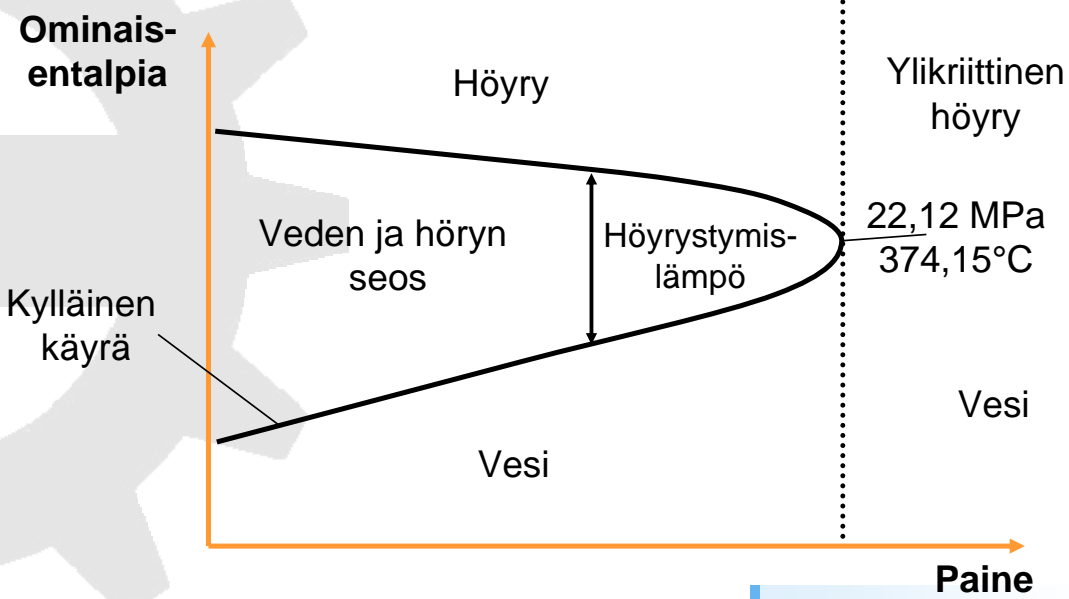 Ominais-
entalpia
Höyry
Ylikriittinen
höyry
Veden ja höryn
seos
Höyrystymis-
lämpö
22,12 MPa
374,15°C
Kylläinen
käyrä
Vesi
Vesi
Paine